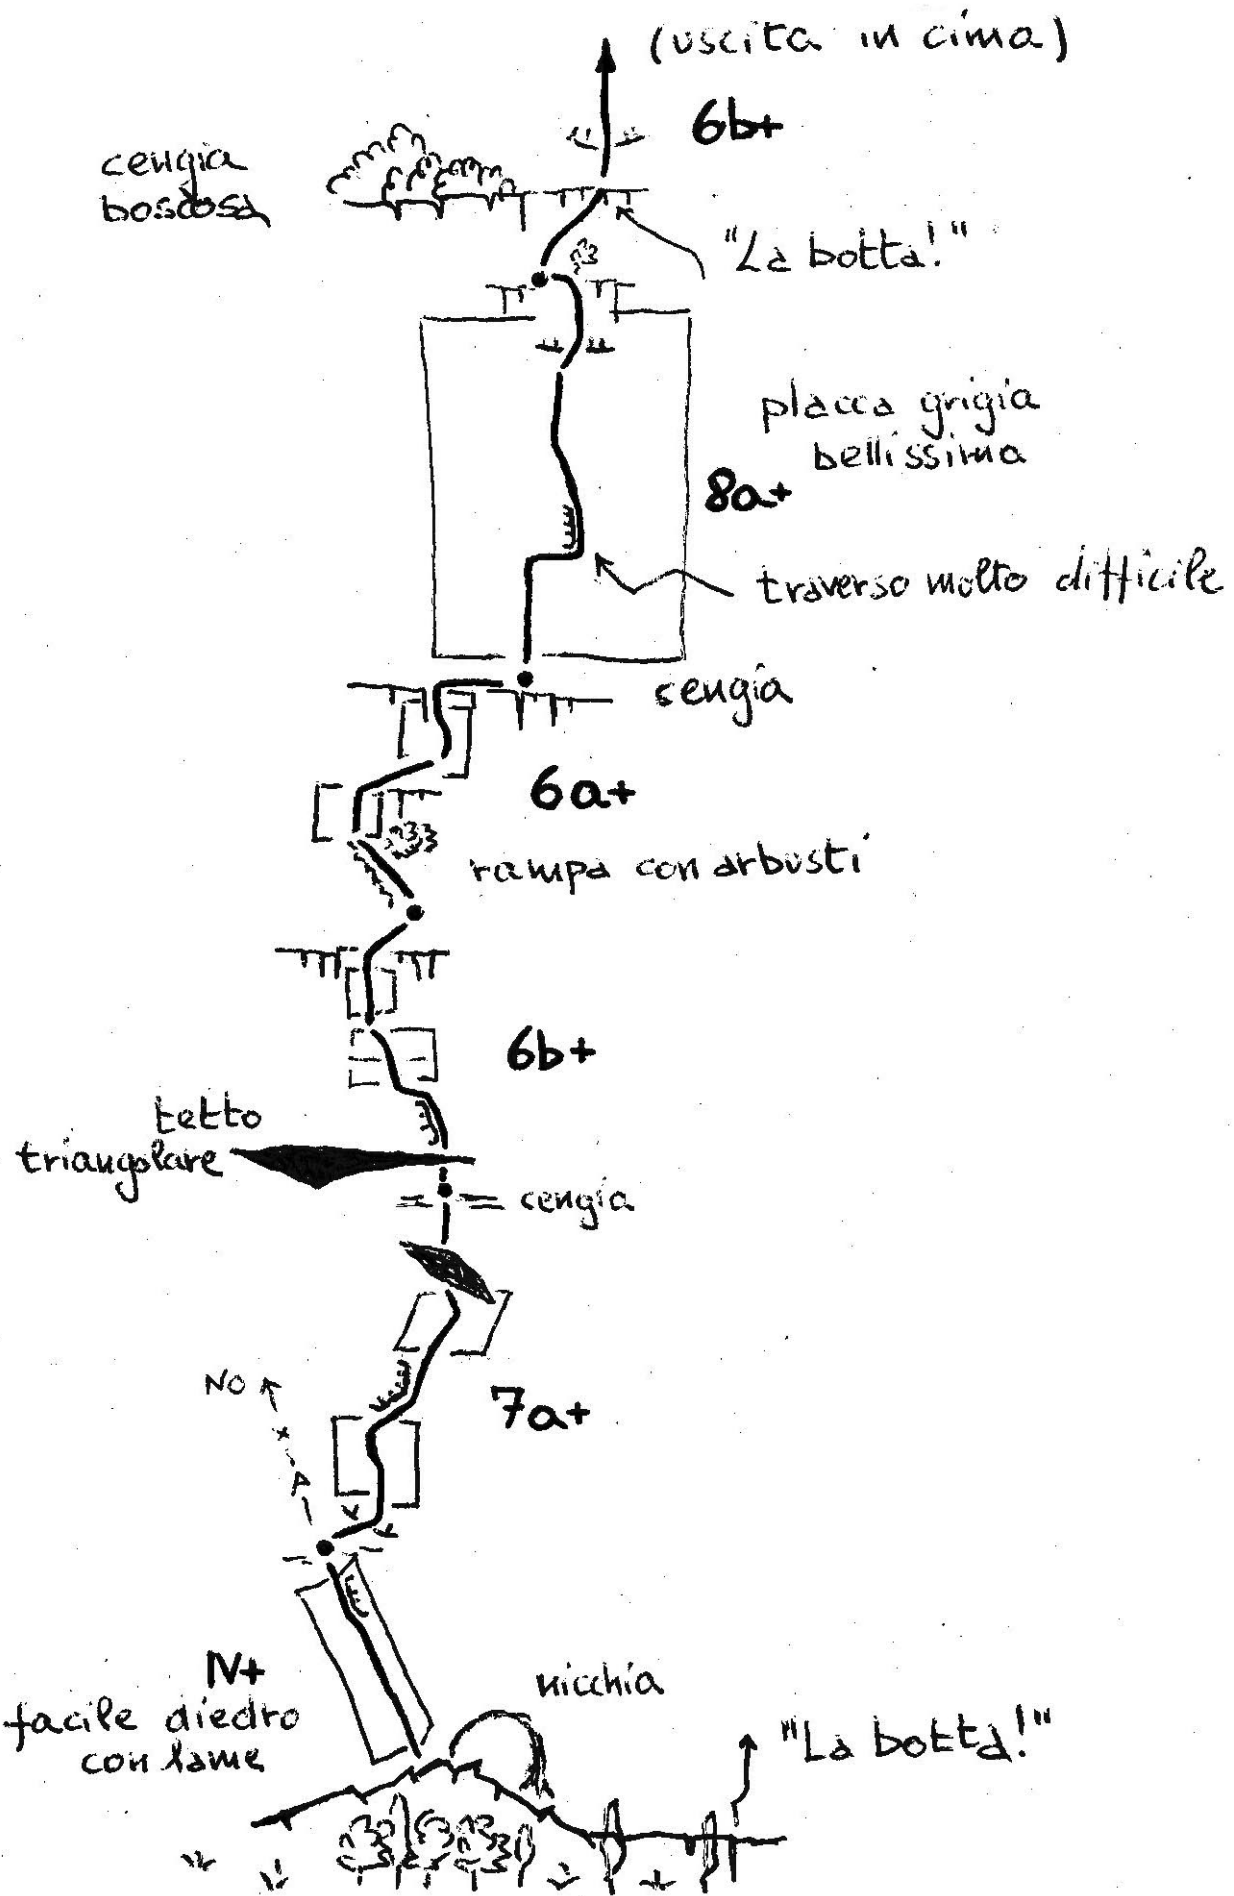 (uscita in cima)
6b+
cengia
boscosa
"La botta!"
placca grigia
bellissima
8a+
traverso molto difficile
cengia
6a+
rampa con arbusti
6b+
tetto
triangolare
cengia
NO
7a+
IV+
facile diedro
con lame
nicchia
"La botta!"